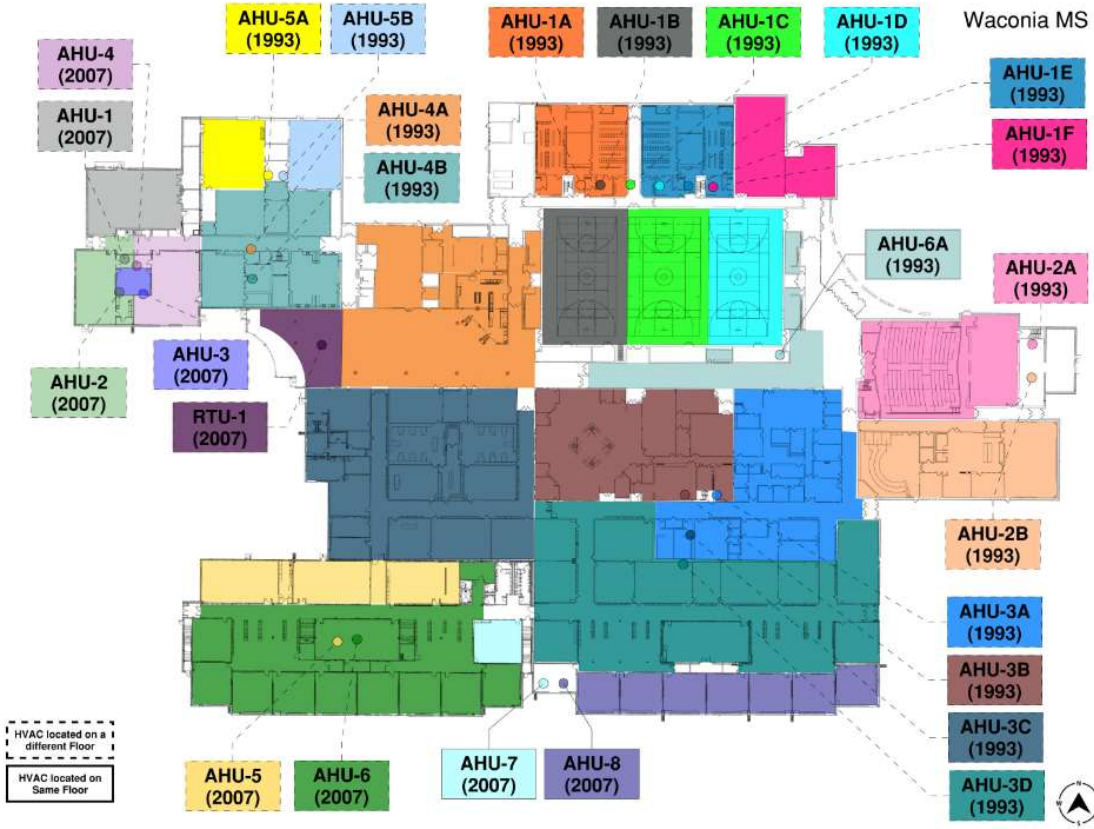 Waconia MS
AHU-5A
(1993)
AHU-5B
(1993)
AHU-1A
(1993)
AHU-1B
(1993)
AHU-1C
(1993)
AHU-1D
(1993)
AHU-4
(2007)
AHU-1E
(1993)
AHU-1
(2007)
AHU-4A
(1993)
AHU-1F
(1993)
AHU-4B
(1993)
AHU-6A
(1993)
AHU-2A
(1993)
AHU-3
(2007)
AHU-2
(2007)
RTU-1
(2007)
AHU-2B
(1993)
AHU-3A
(1993)
AHU-3B
(1993)
AHU-3C
(1993)
HVAC located on a
different Floor
HVAC located on
Same Floor
AHU-5
(2007)
AHU-6
(2007)
AHU-7
(2007)
AHU-8
(2007)
AHU-3D
(1993)
N
W
E
S